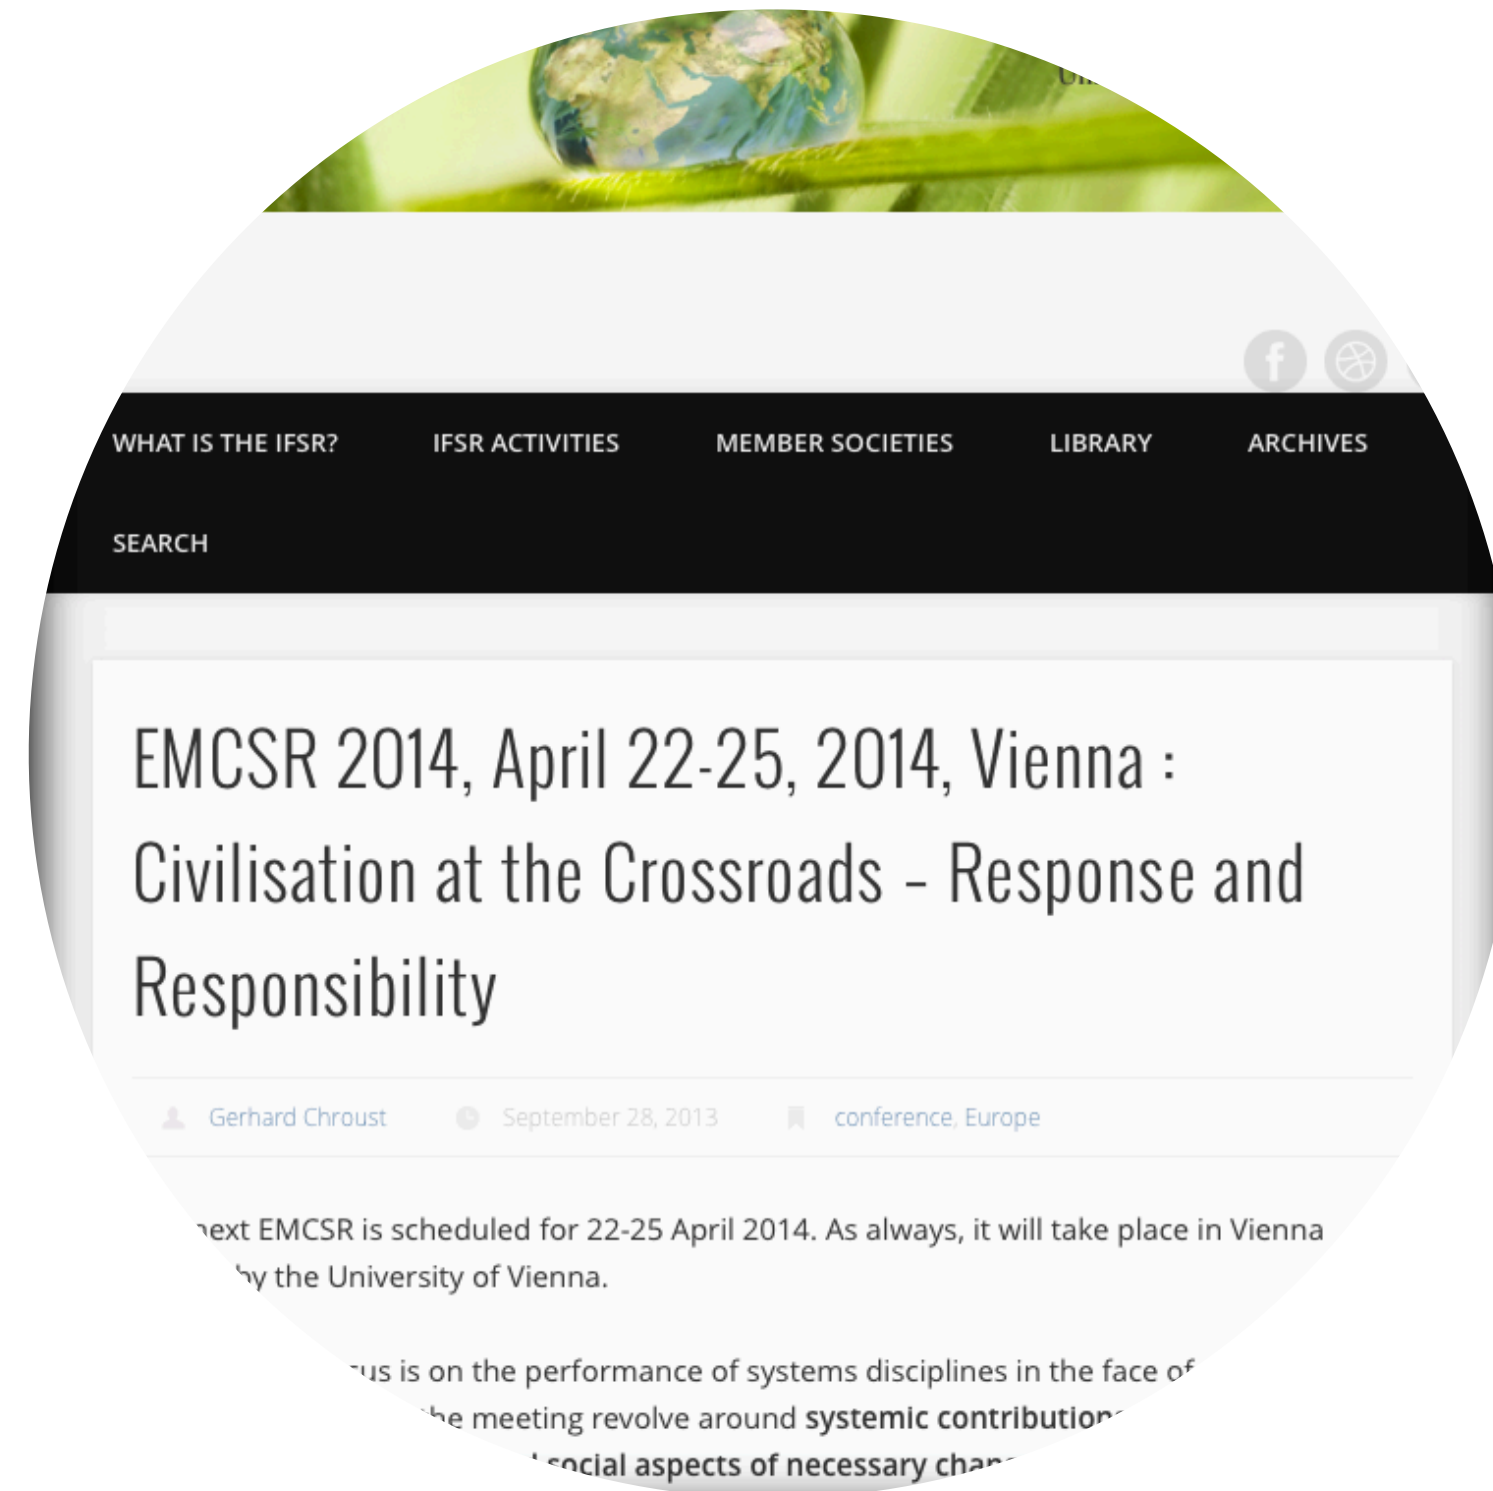 WHAT IS THE IFSR? IFSR ACTIVITIES MEMBER SOCIETIES LIBRARY ARCHIVES
SEARCH
EMCSR 2014, April 22-25, 2014, Vienna :
Civilisation at the Crossroads – Response and
Responsibility
Gerhard Chroust September 28, 2013 conference, Europe
next EMCSR is scheduled for 22-25 April 2014. As always, it will take place in Vienna
by the University of Vienna.
is on the performance of systems disciplines in the face of
meeting revolve around systemic contributions
social aspects of necessary